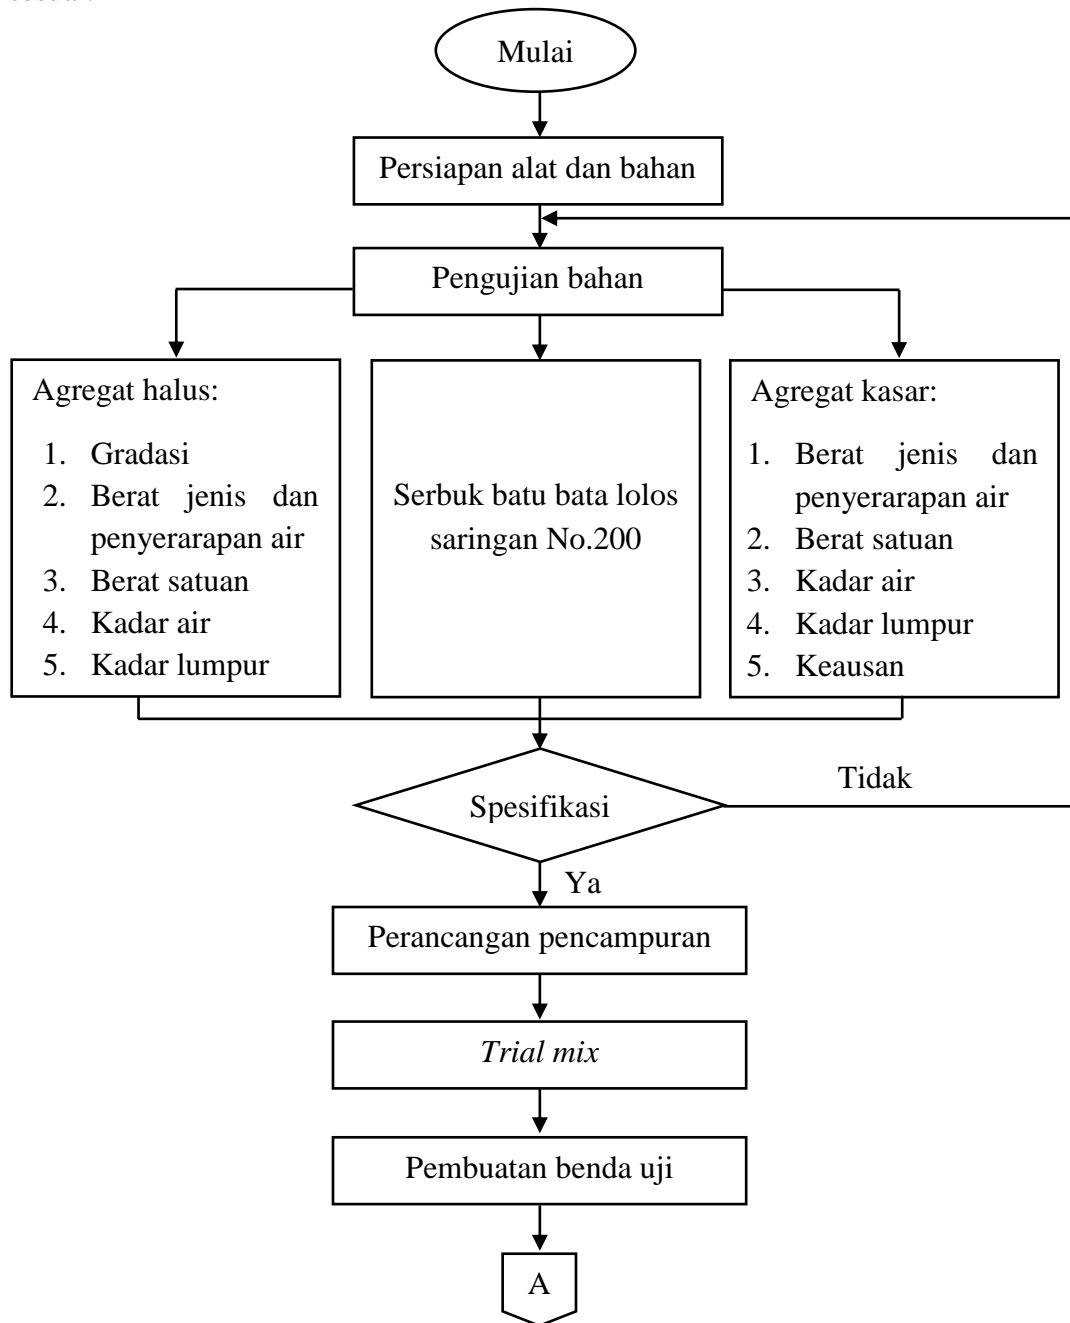 Mulai
Persiapan alat dan bahan
Pengujian bahan
Agregat halus:
1. Gradasi
2. Berat jenis dan
penyerarapan air
3. Berat satuan
4. Kadar air
5. Kadar lumpur
Serbuk batu bata lolos
saringan No.200
Agregat kasar:
1. Berat jenis dan
penyerarapan air
2. Berat satuan
3. Kadar air
4. Kadar lumpur
5. Keausan
Spesifikasi
Tidak
Ya
Perancangan pencampuran
Trial mix
Pembuatan benda uji
A